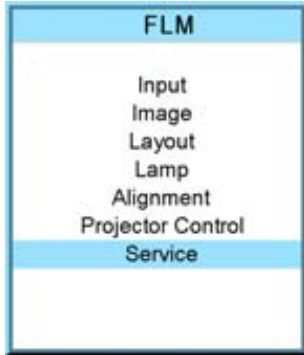 FLM
Input
Image
Layout
Lamp
Alignment
Projector Control
Service